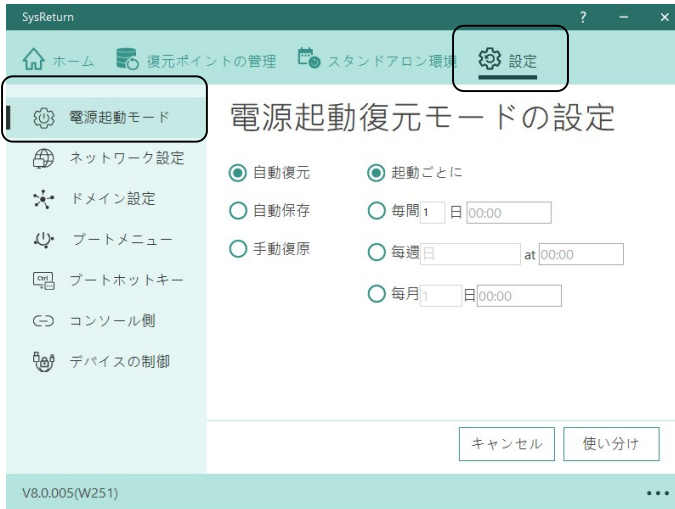 SysReturn ? – ×
ホーム 復元ポイントの管理 スタンドアロン環境 設定
電源起動モード
ネットワーク設定
ドメイン設定
ブートメニュー
Ctrl ブートホットキー
コンソール側
デバイスの制御
電源起動復元モードの設定
自動復元 起動ごとに
自動保存 毎間 1 日 00:00
手動復原 毎週 日 at 00:00
毎月 1 日 00:00
キャンセル 使い分け
V8.0.005(W251)